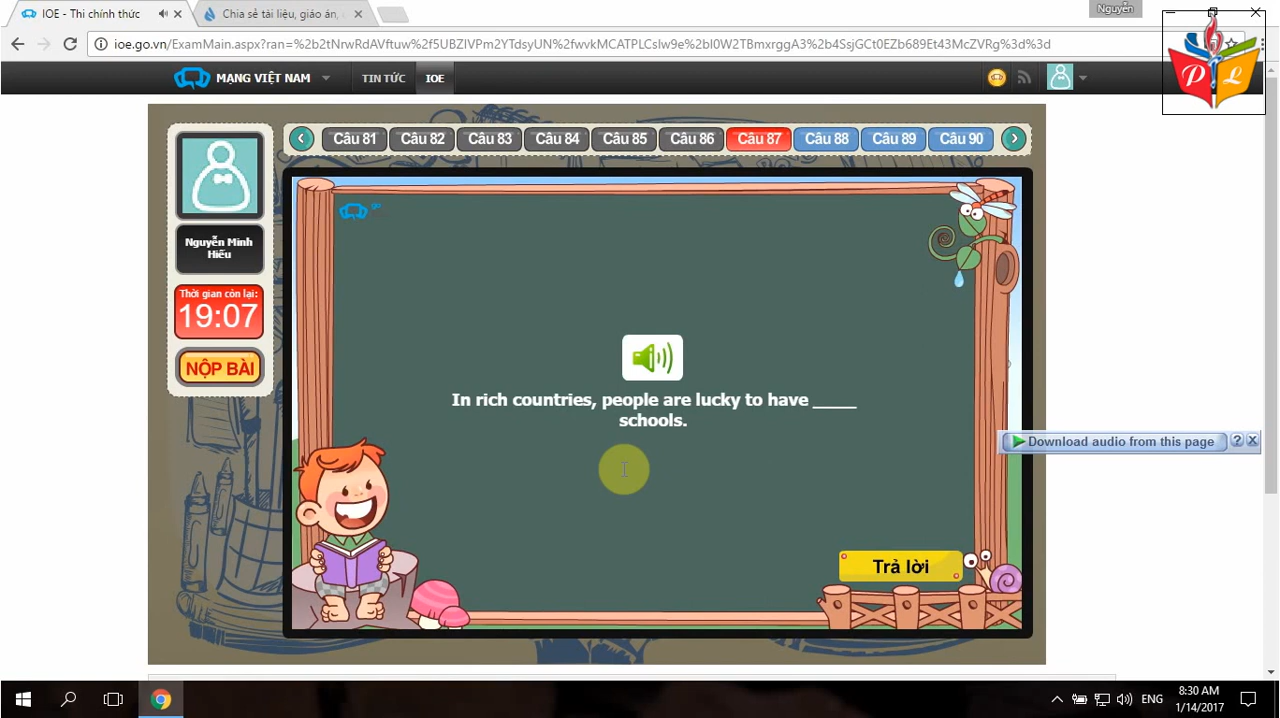 Nguyễn
IOE - Thi chính thức
Chia sẻ tài liệu, giáo án,
ioe.go.vn/ExamMain.aspx?ran=%2b2tNrwRdAVftuw%2f5UBZIVPm2YdsyUN%2fwvkMCATPLCslw9e%2bI0W2TBmxrggA3%2b4SsjGCt0EZb689Et43McZVRg%3d%3d
P L
MẠNG VIỆT NAM
TIN TỨC
IOE
Câu 81
Câu 82
Câu 83
Câu 84
Câu 85
Câu 86
Câu 87
Câu 88
Câu 89
Câu 90
Nguyễn Minh
Hiếu
Thời gian còn lại:
19:07
NỘP BÀI
go
In rich countries, people are lucky to have ____
schools.
Download audio from this page
?
Trả lời
ENG
8:30 AM
1/14/2017